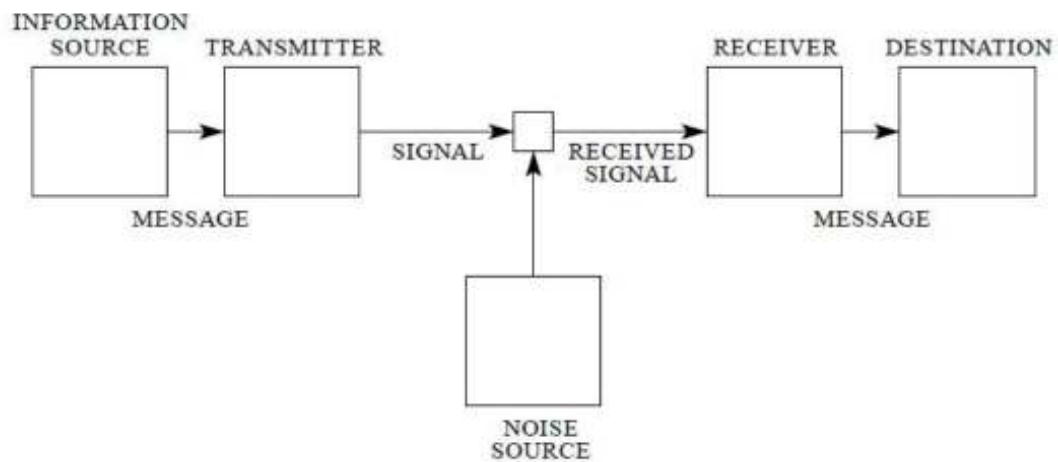 INFORMATION
SOURCE
TRANSMITTER
RECEIVER
DESTINATION
SIGNAL
RECEIVED
SIGNAL
MESSAGE
MESSAGE
NOISE
SOURCE